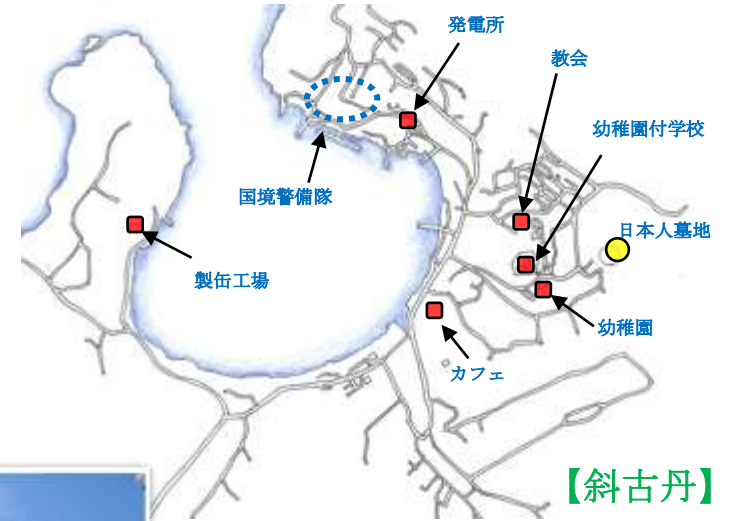 発電所
教会
幼稚園付学校
国境警備隊
日本人墓地
製缶工場
幼稚園
カフェ
【斜古丹】